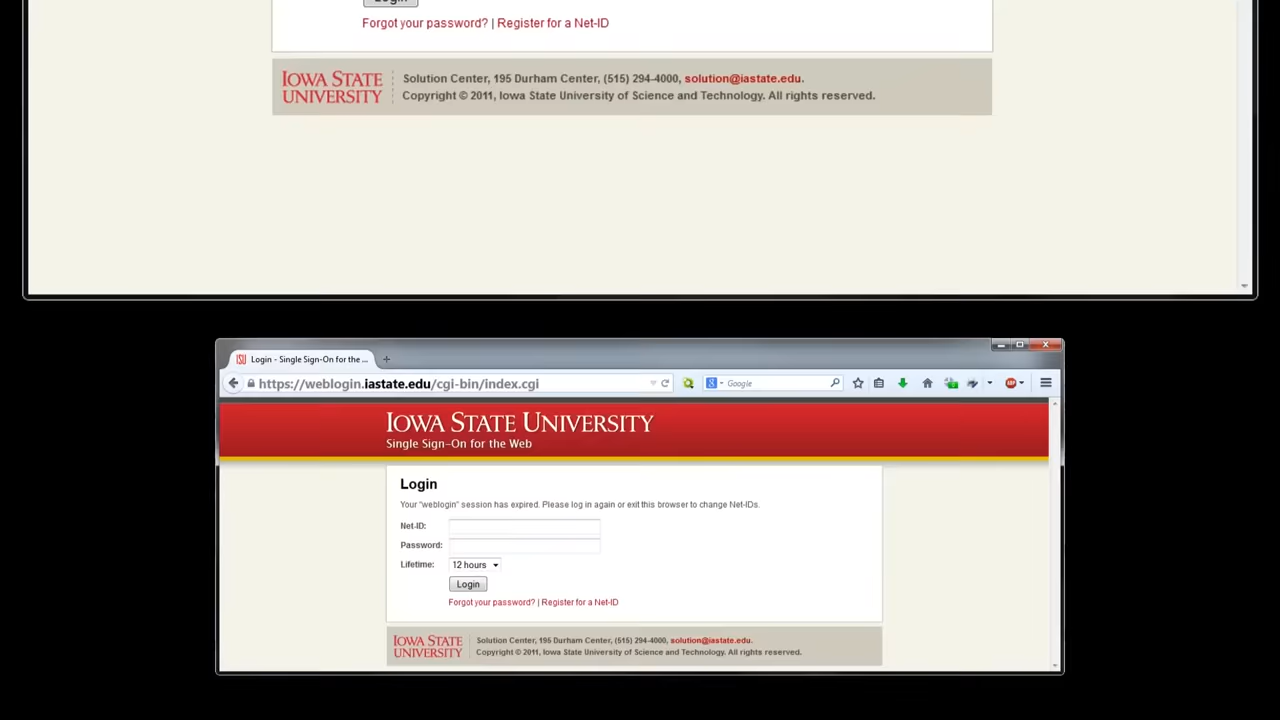 Login
Forgot your password? | Register for a Net-ID
IOWA STATE UNIVERSITY
Solution Center, 195 Durham Center, (515) 294-4000, solution@iastate.edu.
Copyright © 2011, Iowa State University of Science and Technology. All rights reserved.
Login - Single Sign-On for the ...
https://weblogin.iastate.edu/cgi-bin/index.cgi
Google
IOWA STATE UNIVERSITY
Single Sign-On for the Web
Login
Your "weblogin" session has expired. Please log in again or exit this browser to change Net-IDs.
Net-ID:
Password:
Lifetime: 12 hours
Login
Forgot your password? | Register for a Net-ID
IOWA STATE UNIVERSITY
Solution Center, 195 Durham Center, (515) 294-4000, solution@iastate.edu.
Copyright © 2011, Iowa State University of Science and Technology. All rights reserved.